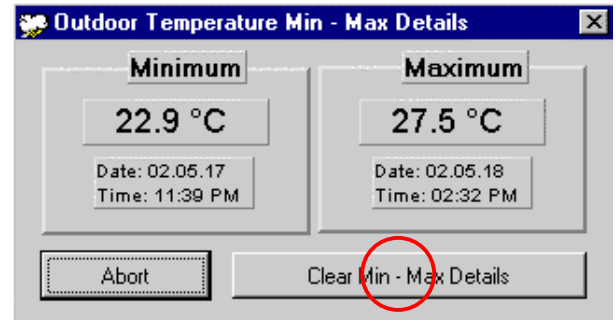 Outdoor Temperature Min - Max Details
Minimum
22.9 °C
Date: 02.05.17
Time: 11:39 PM
Maximum
27.5 °C
Date: 02.05.18
Time: 02:32 PM
Abort
Clear Min - Max Details